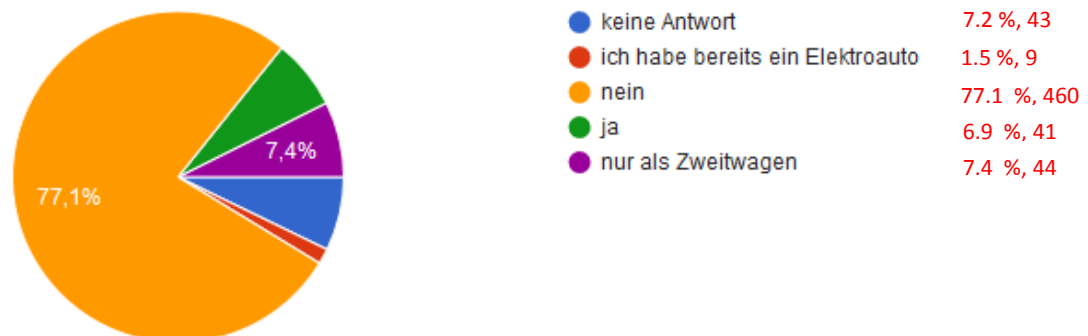 keine Antwort 7.2 %, 43
ich habe bereits ein Elektroauto 1.5 %, 9
nein 77.1 %, 460
ja 6.9 %, 41
nur als Zweitwagen 7.4 %, 44
7,4%
77,1%